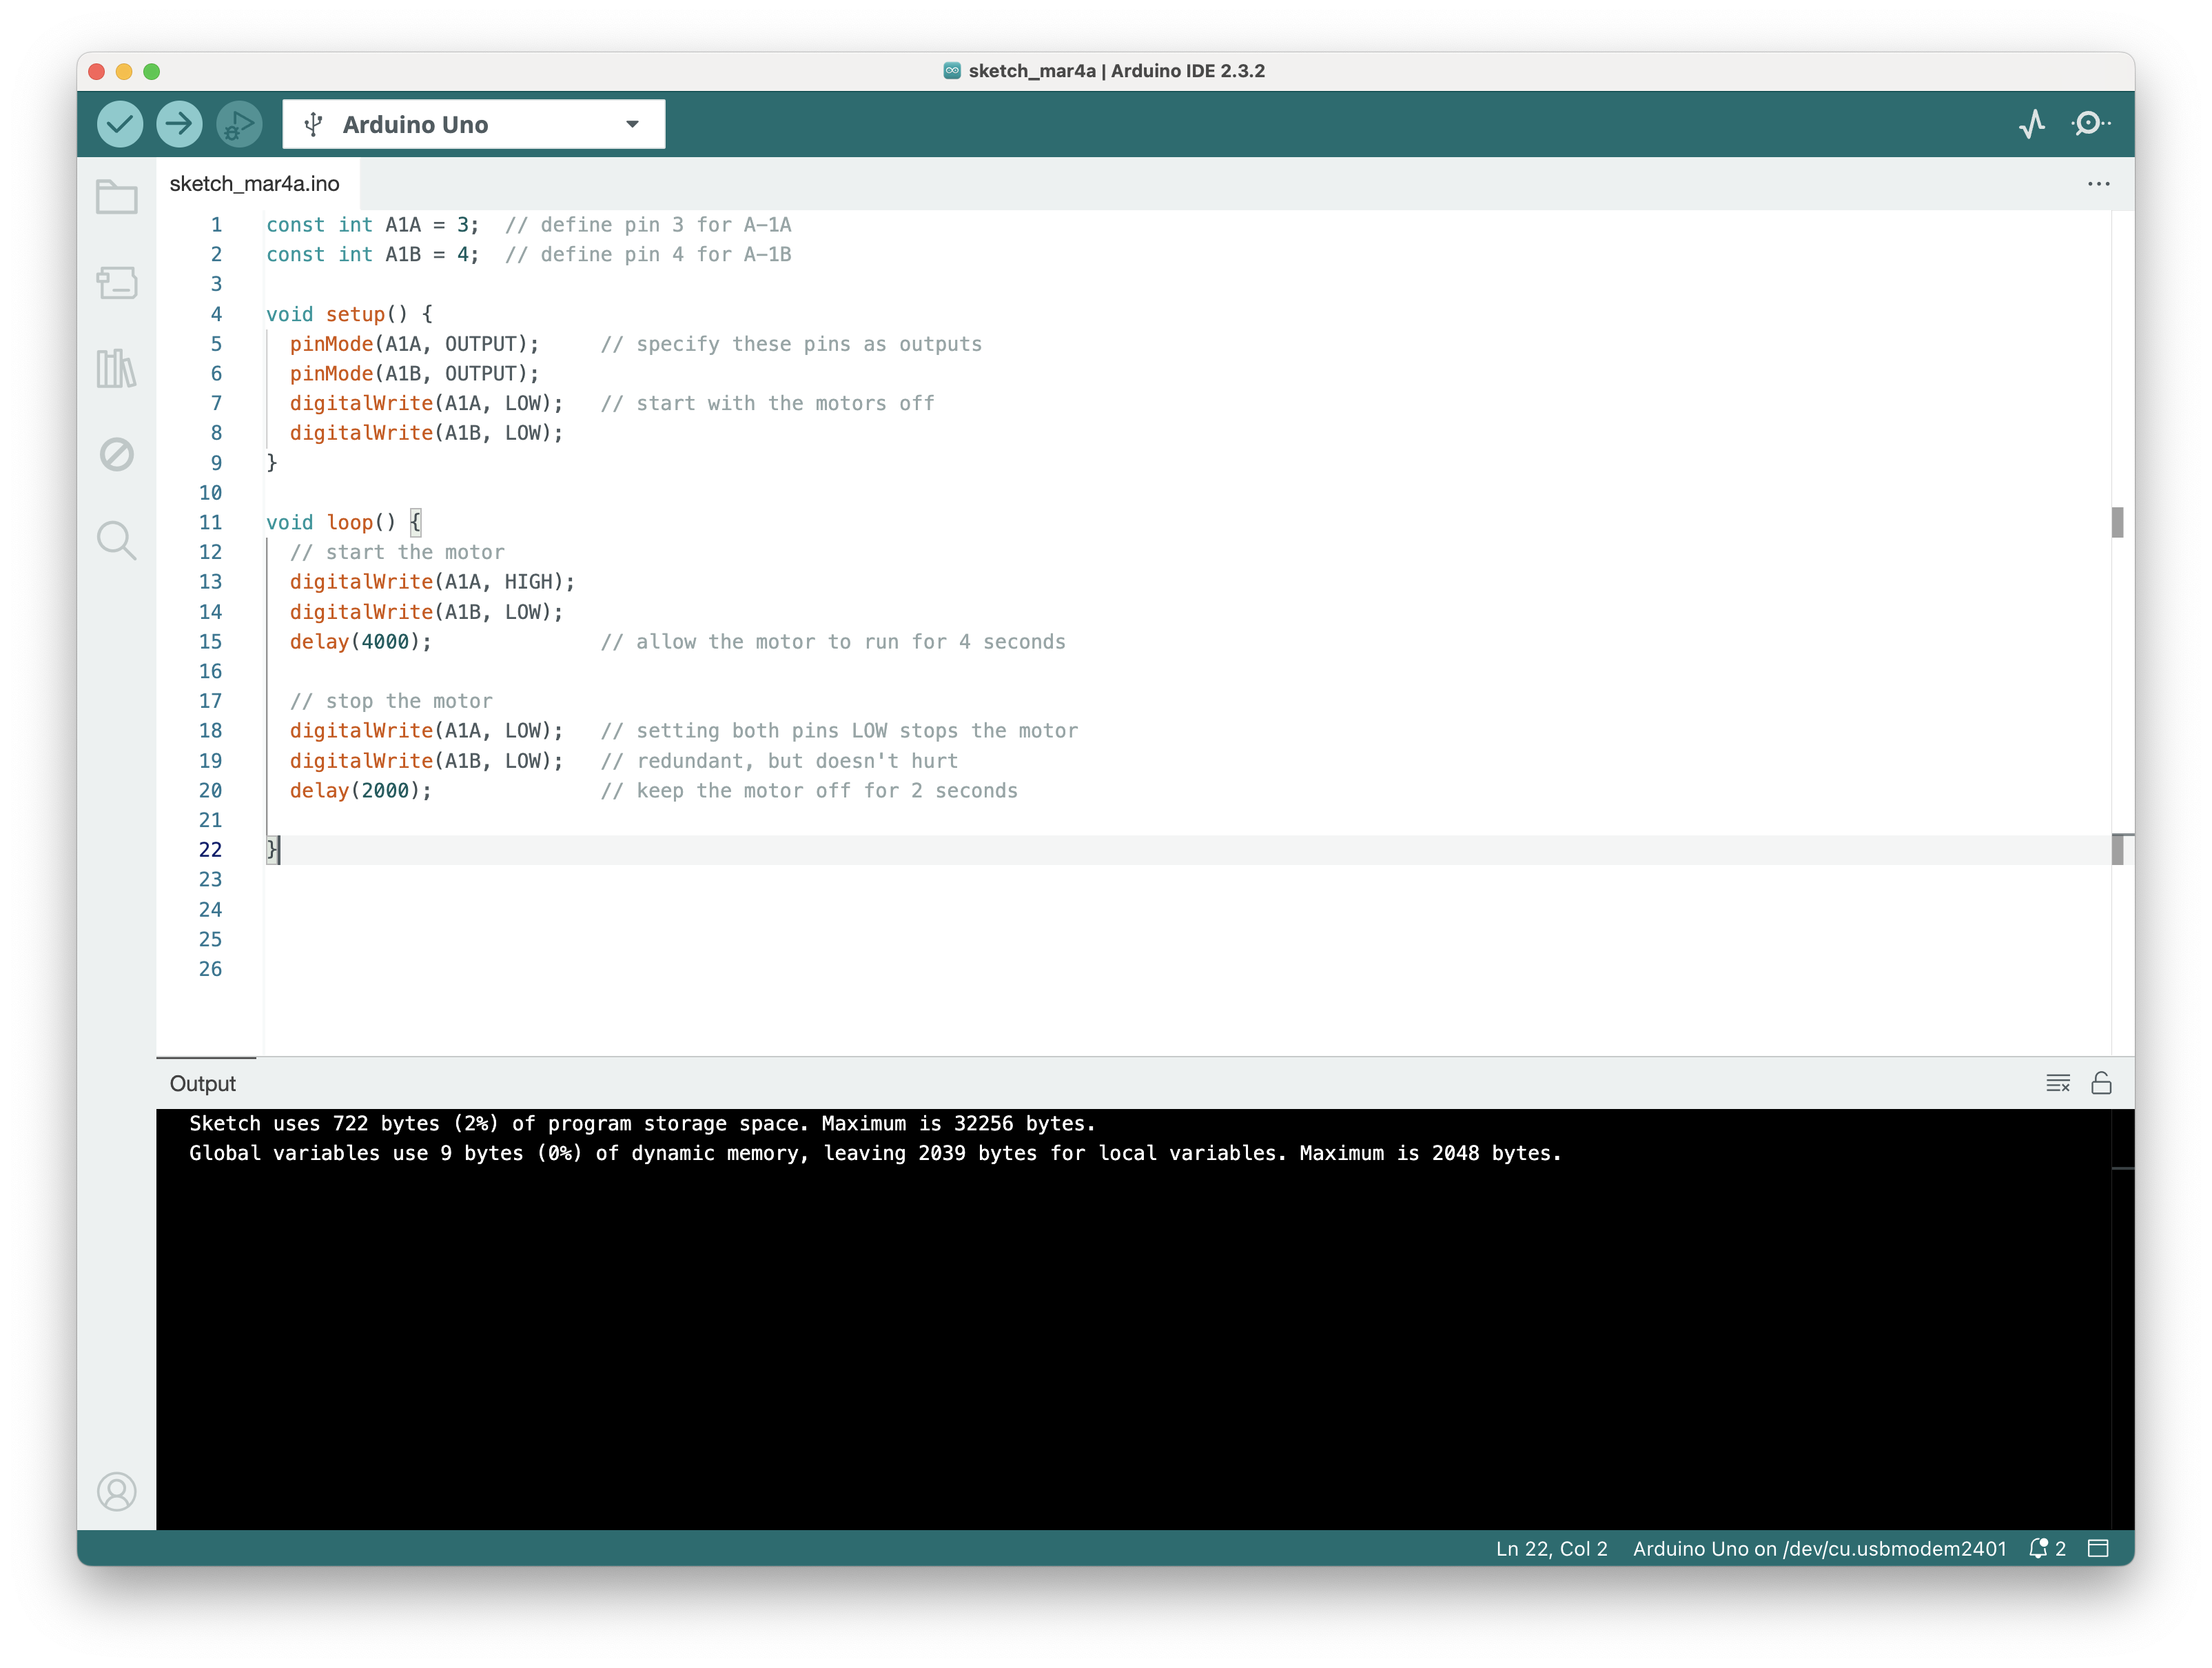 sketch_mar4a | Arduino IDE 2.3.2
Arduino Uno
sketch_mar4a.ino
1 const int A1A = 3;  // define pin 3 for A-1A
2 const int A1B = 4;  // define pin 4 for A-1B
3
4 void setup() {
5   pinMode(A1A, OUTPUT);     // specify these pins as outputs
6   pinMode(A1B, OUTPUT);
7   digitalWrite(A1A, LOW);   // start with the motors off
8   digitalWrite(A1B, LOW);
9 }
10
11 void loop() {
12   // start the motor
13   digitalWrite(A1A, HIGH);
14   digitalWrite(A1B, LOW);
15   delay(4000);              // allow the motor to run for 4 seconds
16
17   // stop the motor
18   digitalWrite(A1A, LOW);   // setting both pins LOW stops the motor
19   digitalWrite(A1B, LOW);   // redundant, but doesn't hurt
20   delay(2000);              // keep the motor off for 2 seconds
21
22 }
23
24
25
26
Output
Sketch uses 722 bytes (2%) of program storage space. Maximum is 32256 bytes.
Global variables use 9 bytes (0%) of dynamic memory, leaving 2039 bytes for local variables. Maximum is 2048 bytes.
Ln 22, Col 2 Arduino Uno on /dev/cu.usbmodem2401 2